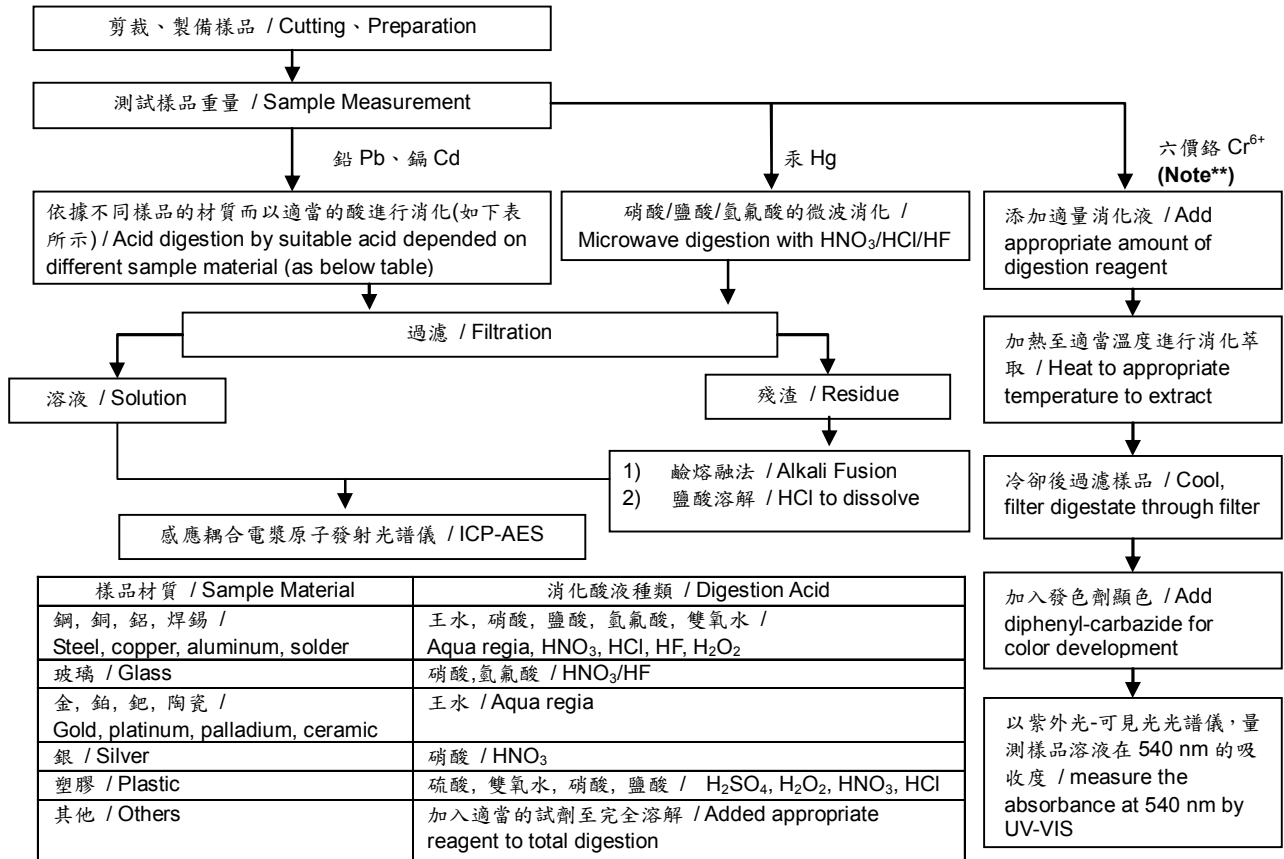 剪裁、製備樣品 / Cutting、Preparation
測試樣品重量 / Sample Measurement
鉛 Pb、鎘 Cd
汞 Hg
六價鉻 Cr6+
(Note**)
依據不同樣品的材質而以適當的酸進行消化(如下表
所示) / Acid digestion by suitable acid depended on
different sample material (as below table)
硝酸/鹽酸/氫氟酸的微波消化 /
Microwave digestion with HNO3/HCl/HF
添加適量消化液 / Add
appropriate amount of
digestion reagent
過濾 / Filtration
加熱至適當溫度進行消化萃
取 / Heat to appropriate
temperature to extract
溶液 / Solution
殘渣 / Residue
1) 鹼熔融法 / Alkali Fusion
2) 鹽酸溶解 / HCl to dissolve
冷卻後過濾樣品 / Cool,
filter digestate through filter
感應耦合電漿原子發射光譜儀 / ICP-AES
加入發色劑顯色 / Add
diphenyl-carbazide for
color development
以紫外光-可見光光譜儀,量
測樣品溶液在 540 nm 的吸
收度 / measure the
absorbance at 540 nm by
UV-VIS
樣品材質 / Sample Material
消化酸液種類 / Digestion Acid
鋼, 銅, 鋁, 焊錫 /
Steel, copper, aluminum, solder
王水, 硝酸, 鹽酸, 氫氟酸, 雙氧水 /
Aqua regia, HNO3, HCl, HF, H2O2
玻璃 / Glass
硝酸,氫氟酸 / HNO3/HF
金, 鉑, 鈀, 陶瓷 /
Gold, platinum, palladium, ceramic
王水 / Aqua regia
銀 / Silver
硝酸 / HNO3
塑膠 / Plastic
硫酸, 雙氧水, 硝酸, 鹽酸 / H2SO4, H2O2, HNO3, HCl
其他 / Others
加入適當的試劑至完全溶解 / Added appropriate
reagent to total digestion